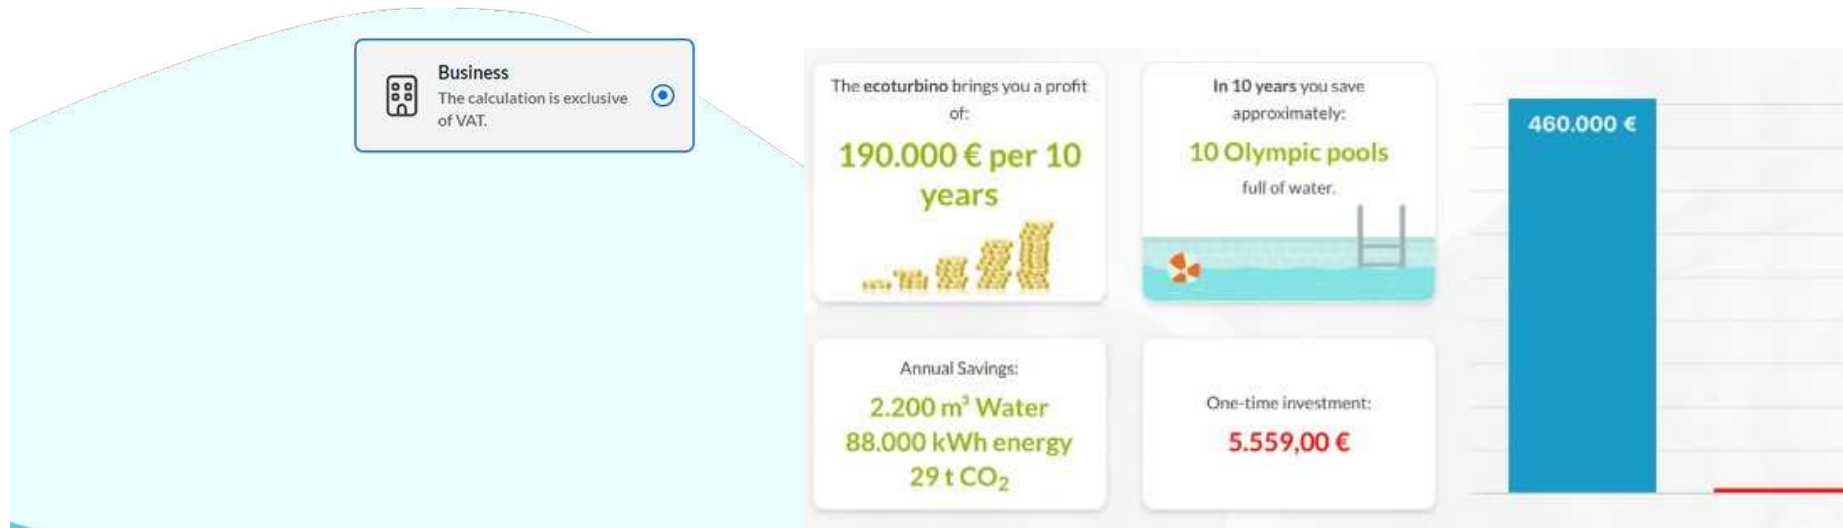 Business
The calculation is exclusive
of VAT.
The ecoturbino brings you a profit
of:
190.000 € per 10
years
In 10 years you save
approximately:
10 Olympic pools
full of water.
460.000 €
Annual Savings:
2.200 m³ Water
88.000 kWh energy
29 t CO₂
One-time investment:
5.559,00 €